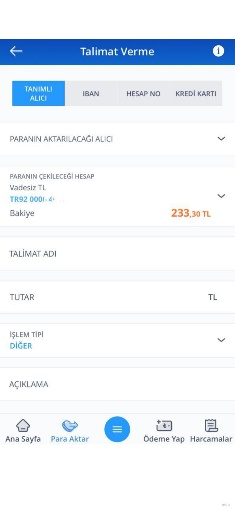 Talimat Verme
TANIMLI
ALICI
IBAN
HESAP NO
KREDİ KARTI
PARANIN AKTARILACAĞI ALICI
PARANIN ÇEKİLECEĞİ HESAP
Vadesiz TL
TR92 000
Bakiye
233,30 TL
TALİMAT ADI
TUTAR
TL
İŞLEM TİPİ
DİĞER
AÇIKLAMA
Ana Sayfa
Para Aktar
Ödeme Yap
Harcamalar